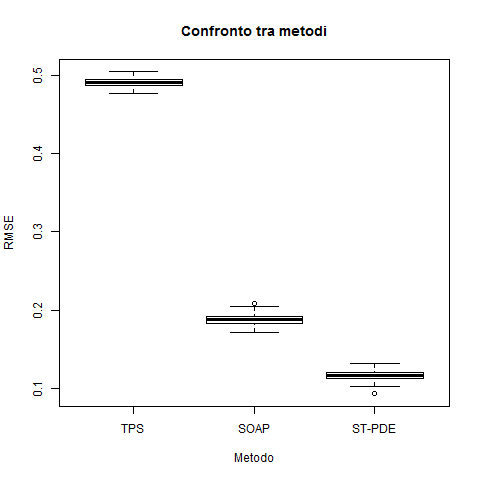 Confronto tra metodi
RMSE
0.5
0.4
0.3
0.2
0.1
TPS
SOAP
ST-PDE
Metodo